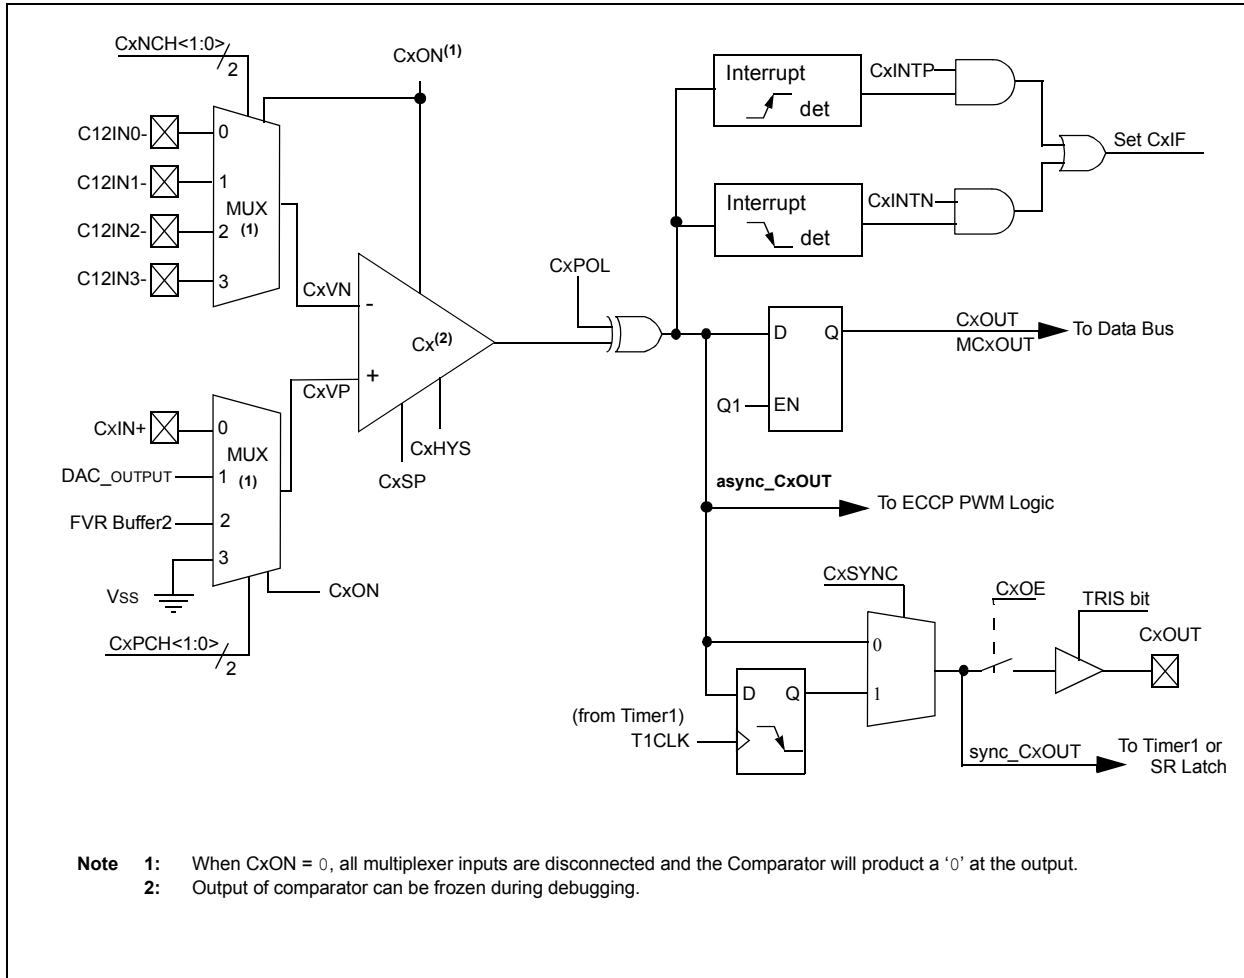 CxNCH<1:0>
2
CxON(1)
C12IN0-
0
C12IN1-
1
MUX
(1)
C12IN2-
2
C12IN3-
3
CxVN
-
Cx(2)
CxVP
+
CxHYS
CxSP
CxIN+
0
MUX
(1)
DAC_OUTPUT
1
FVR Buffer2
2
3
Vss
CxON
CxPCH<1:0>
2
CxPOL
Interrupt
det
CxINTP
Interrupt
det
CxINTN
Set CxIF
D
Q
Q1
EN
CxOUT
MCxOUT
To Data Bus
async_CxOUT
To ECCP PWM Logic
CxSYNC
0
1
D
Q
(from Timer1)
T1CLK
CxOE
TRIS bit
CxOUT
sync_CxOUT
To Timer1 or
SR Latch
Note 1: When CxON = 0, all multiplexer inputs are disconnected and the Comparator will product a ‘0’ at the output.
2: Output of comparator can be frozen during debugging.